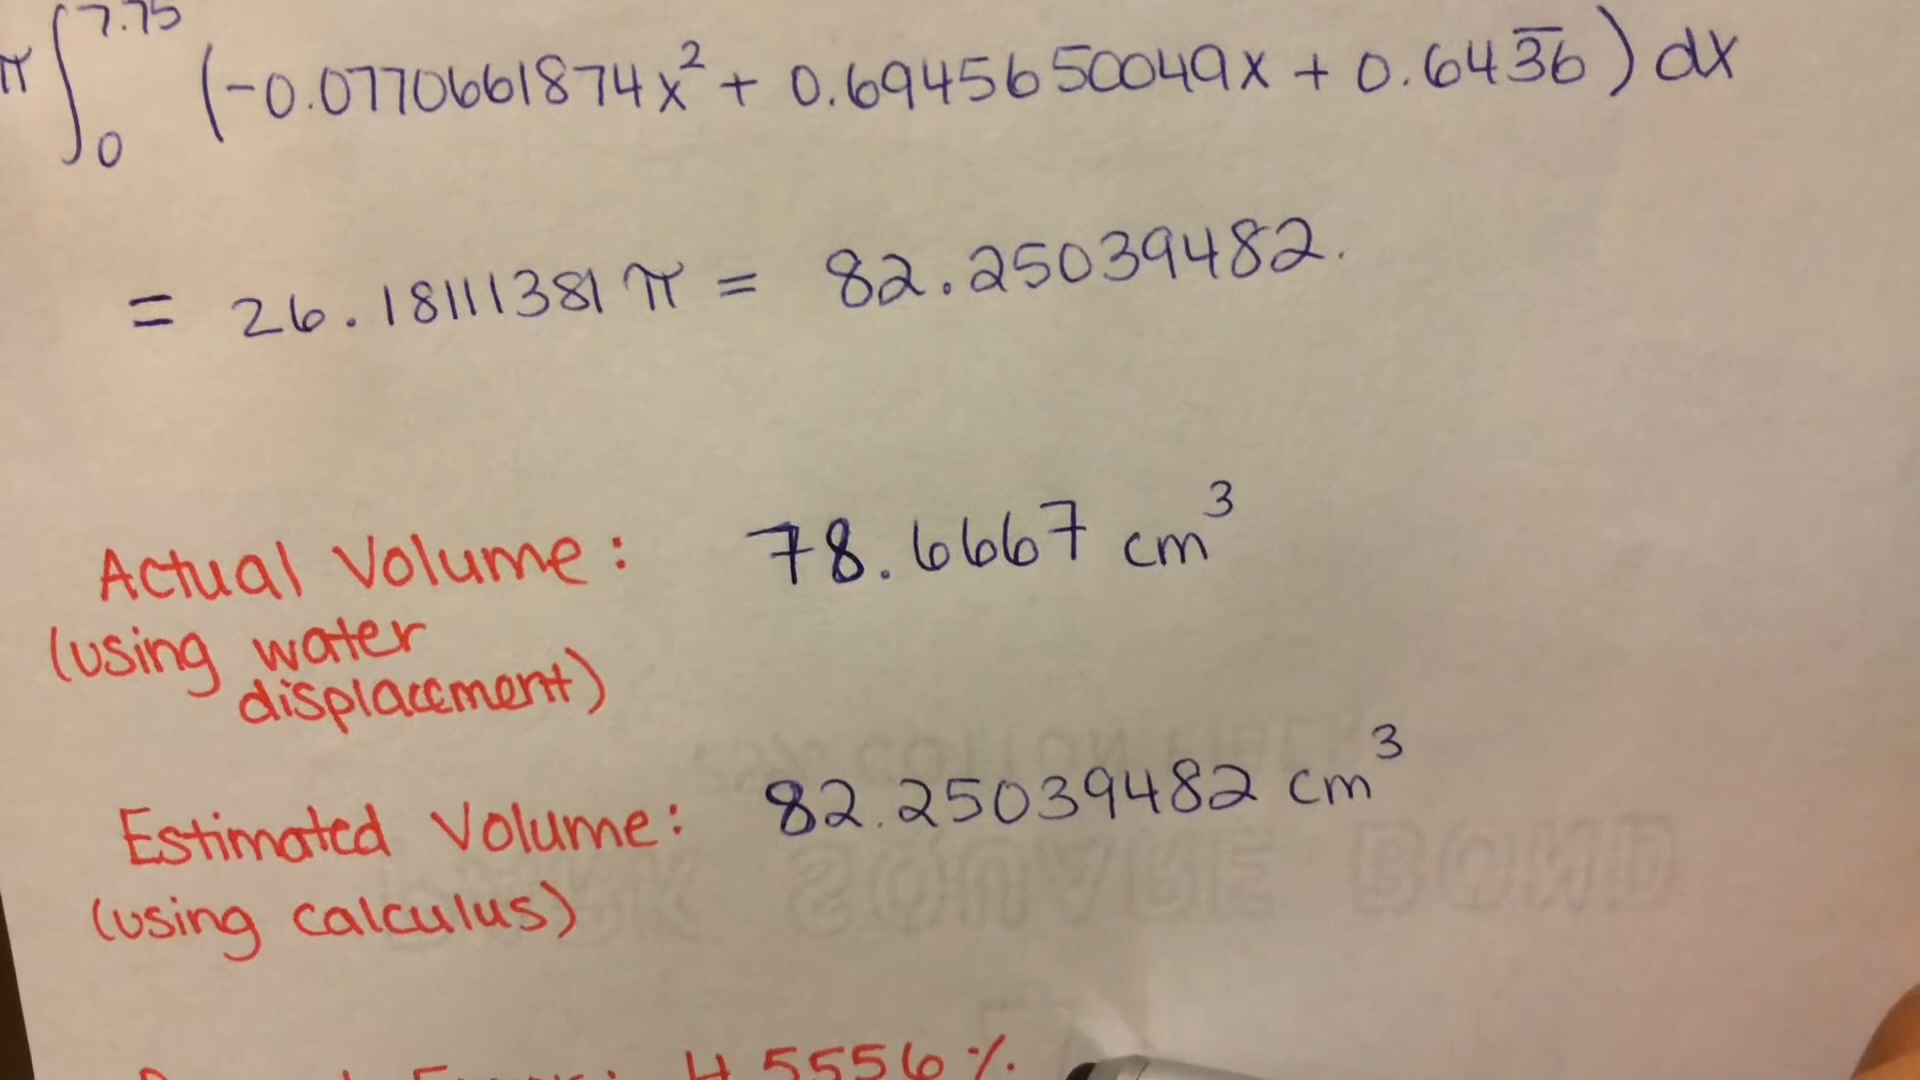 π∫₀^7.75 (-0.0770661874x² + 0.6945650049x + 0.643̅6̅) dx
= 26.18111381 π = 82.25039482.
Actual Volume: 78.6667 cm³
(using water
displacement)
Estimated Volume: 82.25039482 cm³
(using calculus)
4.5556%